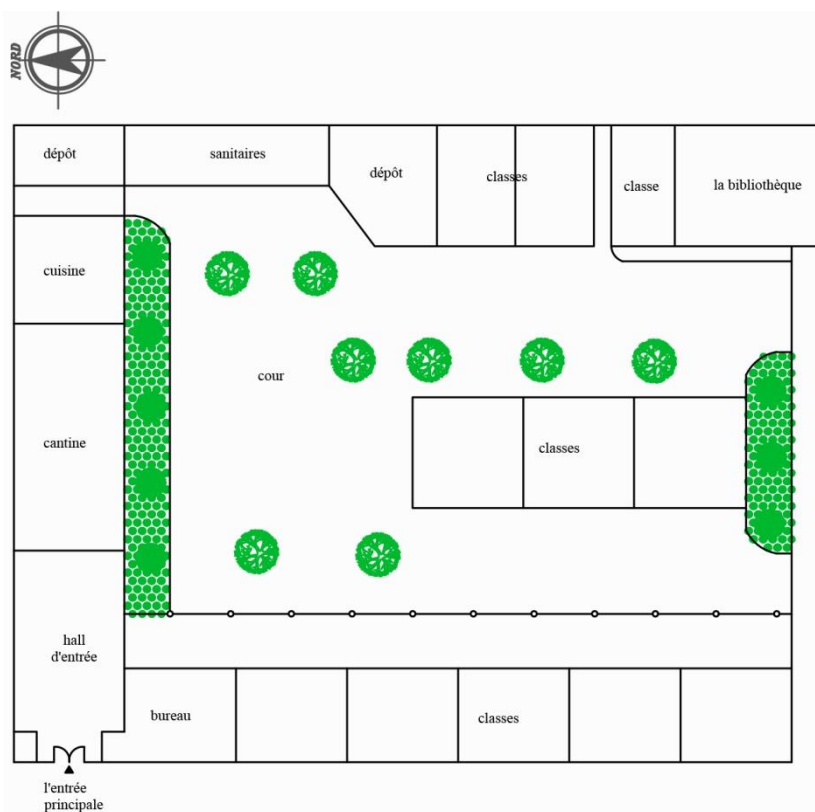 NORD
dépôt
sanitaires
dépôt
classes
classe
la bibliothèque
cuisine
cour
cantine
classes
hall
d'entrée
bureau
classes
l'entrée
principale